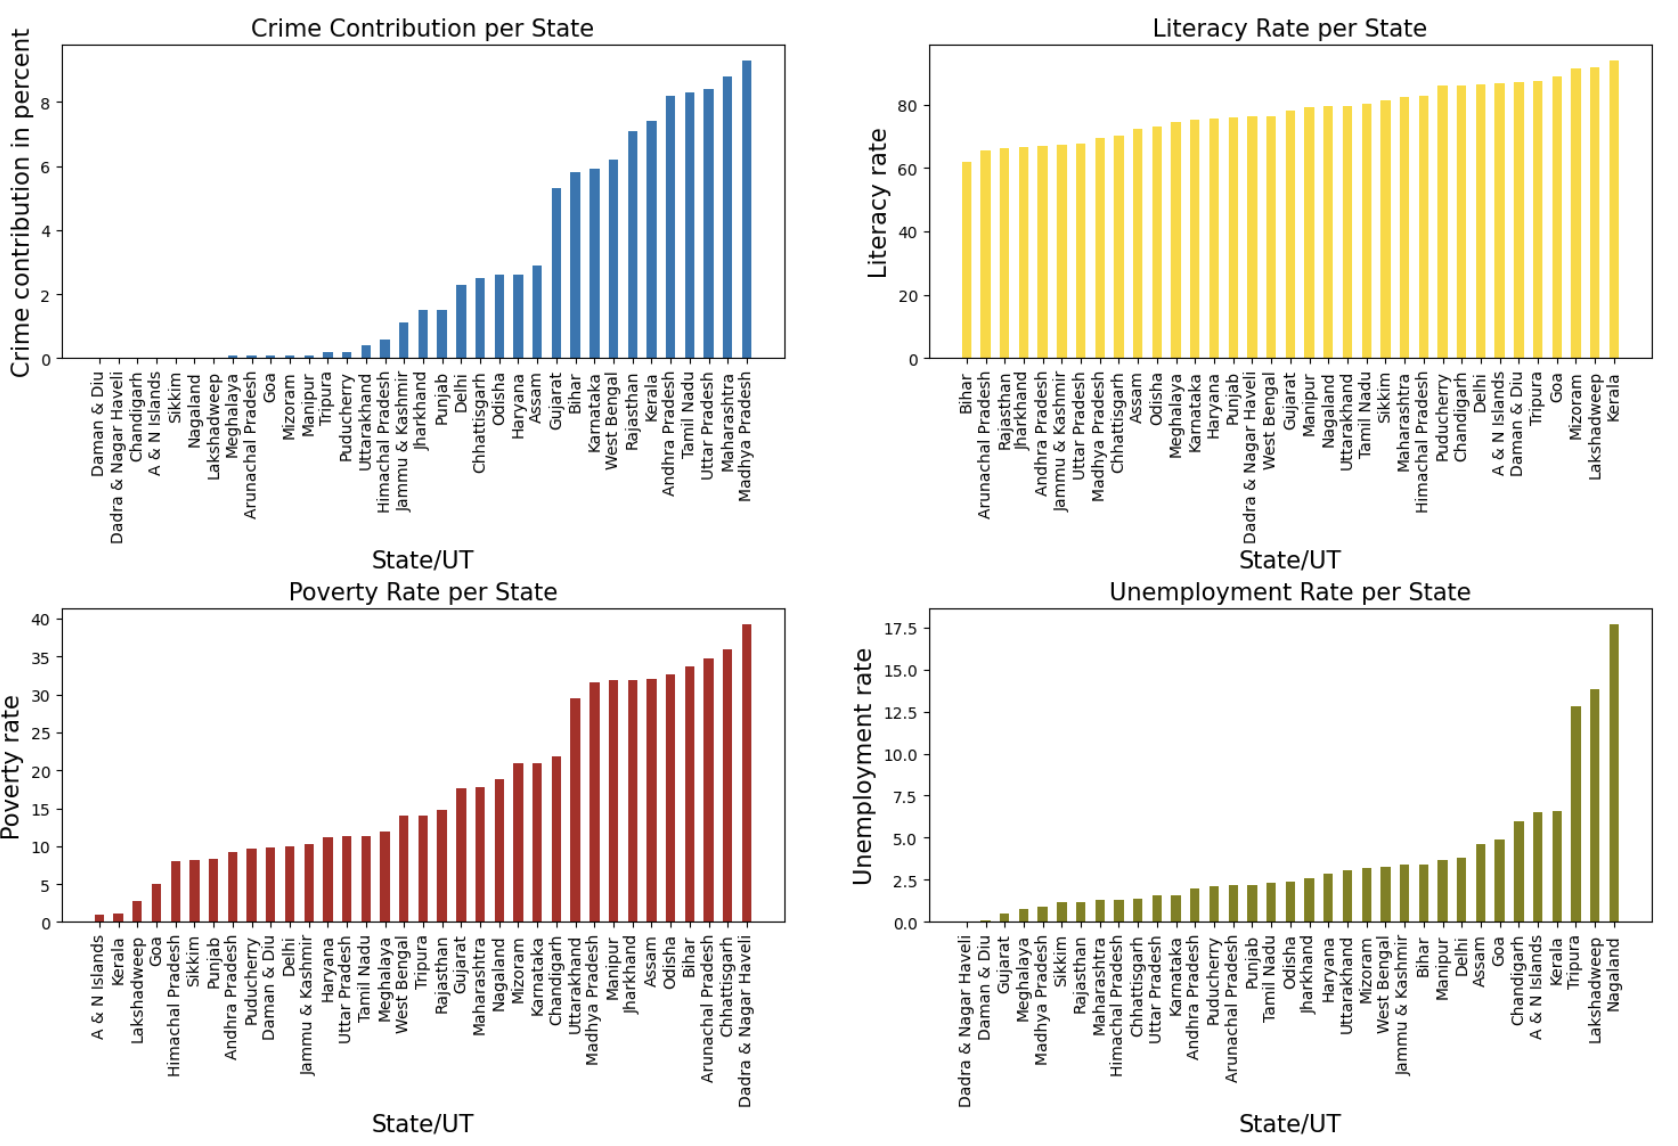 Crime Contribution per State
Crime contribution in percent
8
6
4
2
0
Daman & Diu
Dadra & Nagar Haveli
Chandigarh
A & N Islands
Sikkim
Nagaland
Lakshadweep
Meghalaya
Arunachal Pradesh
Goa
Mizoram
Manipur
Tripura
Puducherry
Uttarakhand
Himachal Pradesh
Jammu & Kashmir
Jharkhand
Punjab
Delhi
Chhattisgarh
Odisha
Haryana
Assam
Gujarat
Bihar
Karnataka
West Bengal
Rajasthan
Kerala
Andhra Pradesh
Tamil Nadu
Uttar Pradesh
Maharashtra
Madhya Pradesh
State/UT
Literacy Rate per State
Literacy rate
80
60
40
20
0
Bihar
Arunachal Pradesh
Rajasthan
Jharkhand
Andhra Pradesh
Jammu & Kashmir
Uttar Pradesh
Madhya Pradesh
Chhattisgarh
Assam
Odisha
Meghalaya
Karnataka
Haryana
Punjab
Dadra & Nagar Haveli
West Bengal
Gujarat
Manipur
Nagaland
Uttarakhand
Tamil Nadu
Sikkim
Maharashtra
Himachal Pradesh
Puducherry
Chandigarh
Delhi
A & N Islands
Daman & Diu
Tripura
Goa
Mizoram
Lakshadweep
Kerala
State/UT
Poverty Rate per State
Poverty rate
40
35
30
25
20
15
10
5
0
A & N Islands
Kerala
Lakshadweep
Goa
Himachal Pradesh
Sikkim
Punjab
Andhra Pradesh
Puducherry
Daman & Diu
Delhi
Jammu & Kashmir
Haryana
Uttar Pradesh
Tamil Nadu
Meghalaya
West Bengal
Tripura
Rajasthan
Gujarat
Maharashtra
Nagaland
Mizoram
Karnataka
Chandigarh
Uttarakhand
Madhya Pradesh
Manipur
Jharkhand
Assam
Odisha
Bihar
Arunachal Pradesh
Chhattisgarh
Dadra & Nagar Haveli
State/UT
Unemployment Rate per State
Unemployment rate
17.5
15.0
12.5
10.0
7.5
5.0
2.5
0.0
Dadra & Nagar Haveli
Daman & Diu
Gujarat
Meghalaya
Madhya Pradesh
Sikkim
Rajasthan
Maharashtra
Himachal Pradesh
Chhattisgarh
Uttar Pradesh
Karnataka
Andhra Pradesh
Puducherry
Arunachal Pradesh
Punjab
Tamil Nadu
Odisha
Jharkhand
Haryana
Uttarakhand
Mizoram
West Bengal
Jammu & Kashmir
Bihar
Manipur
Delhi
Assam
Goa
Chandigarh
A & N Islands
Kerala
Tripura
Lakshadweep
Nagaland
State/UT